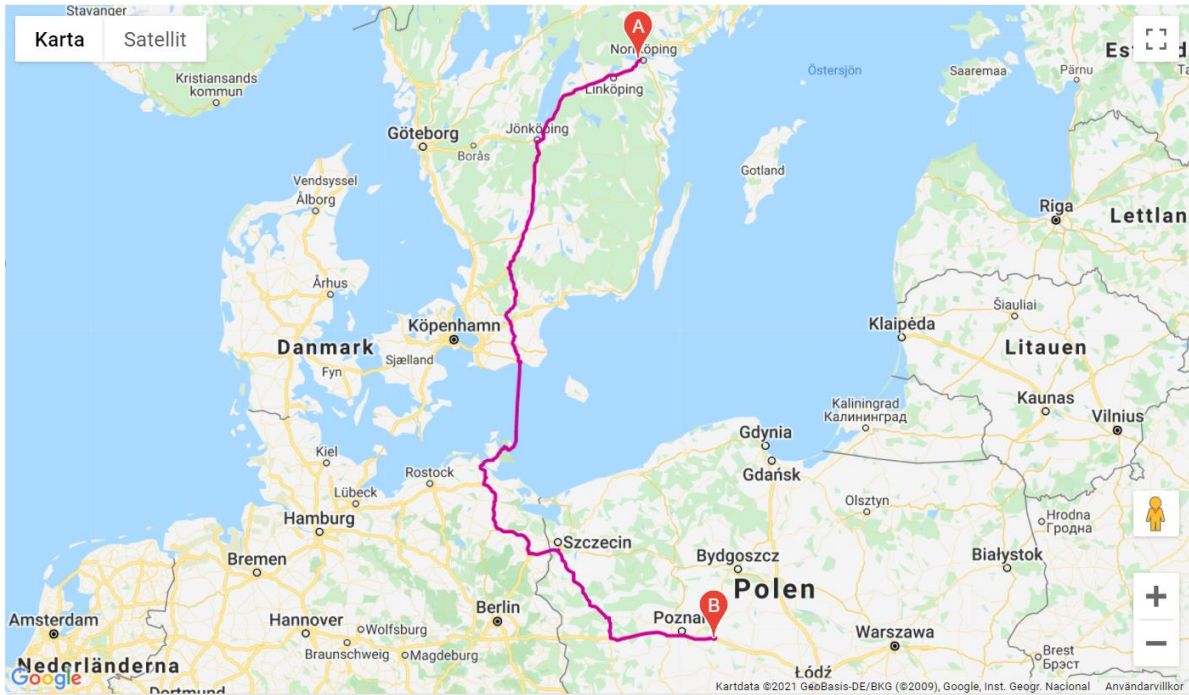 Stavanger
Karta
Satellit
A
Norrköping
Linköping
Östersjön
Saaremaa
Pärnu
Kristiansands
kommun
Göteborg
Borås
Jönköping
Gotland
Vendsyssel
Ålborg
Riga
Lettlan
Århus
Köpenhamn
Danmark
Sjælland
Fyn
Klaipėda
Šiauliai
Litauen
Kaunas
Vilnius
Kaliningrad
Калининград
Gdynia
Gdańsk
Kiel
Rostock
Lübeck
Hamburg
Olsztyn
Hrodna
Гродна
Szczecin
Bremen
Bydgoszcz
Białystok
Polen
B
Berlin
Amsterdam
Hannover
Wolfsburg
Poznań
Warszawa
Braunschweig
Magdeburg
Brest
Брэст
Nederländerna
Google
Dortmund
Łódź
Kartdata ©2021 GeoBasis-DE/BKG (©2009), Google, Inst. Geogr. Nacional
Användarvillkor